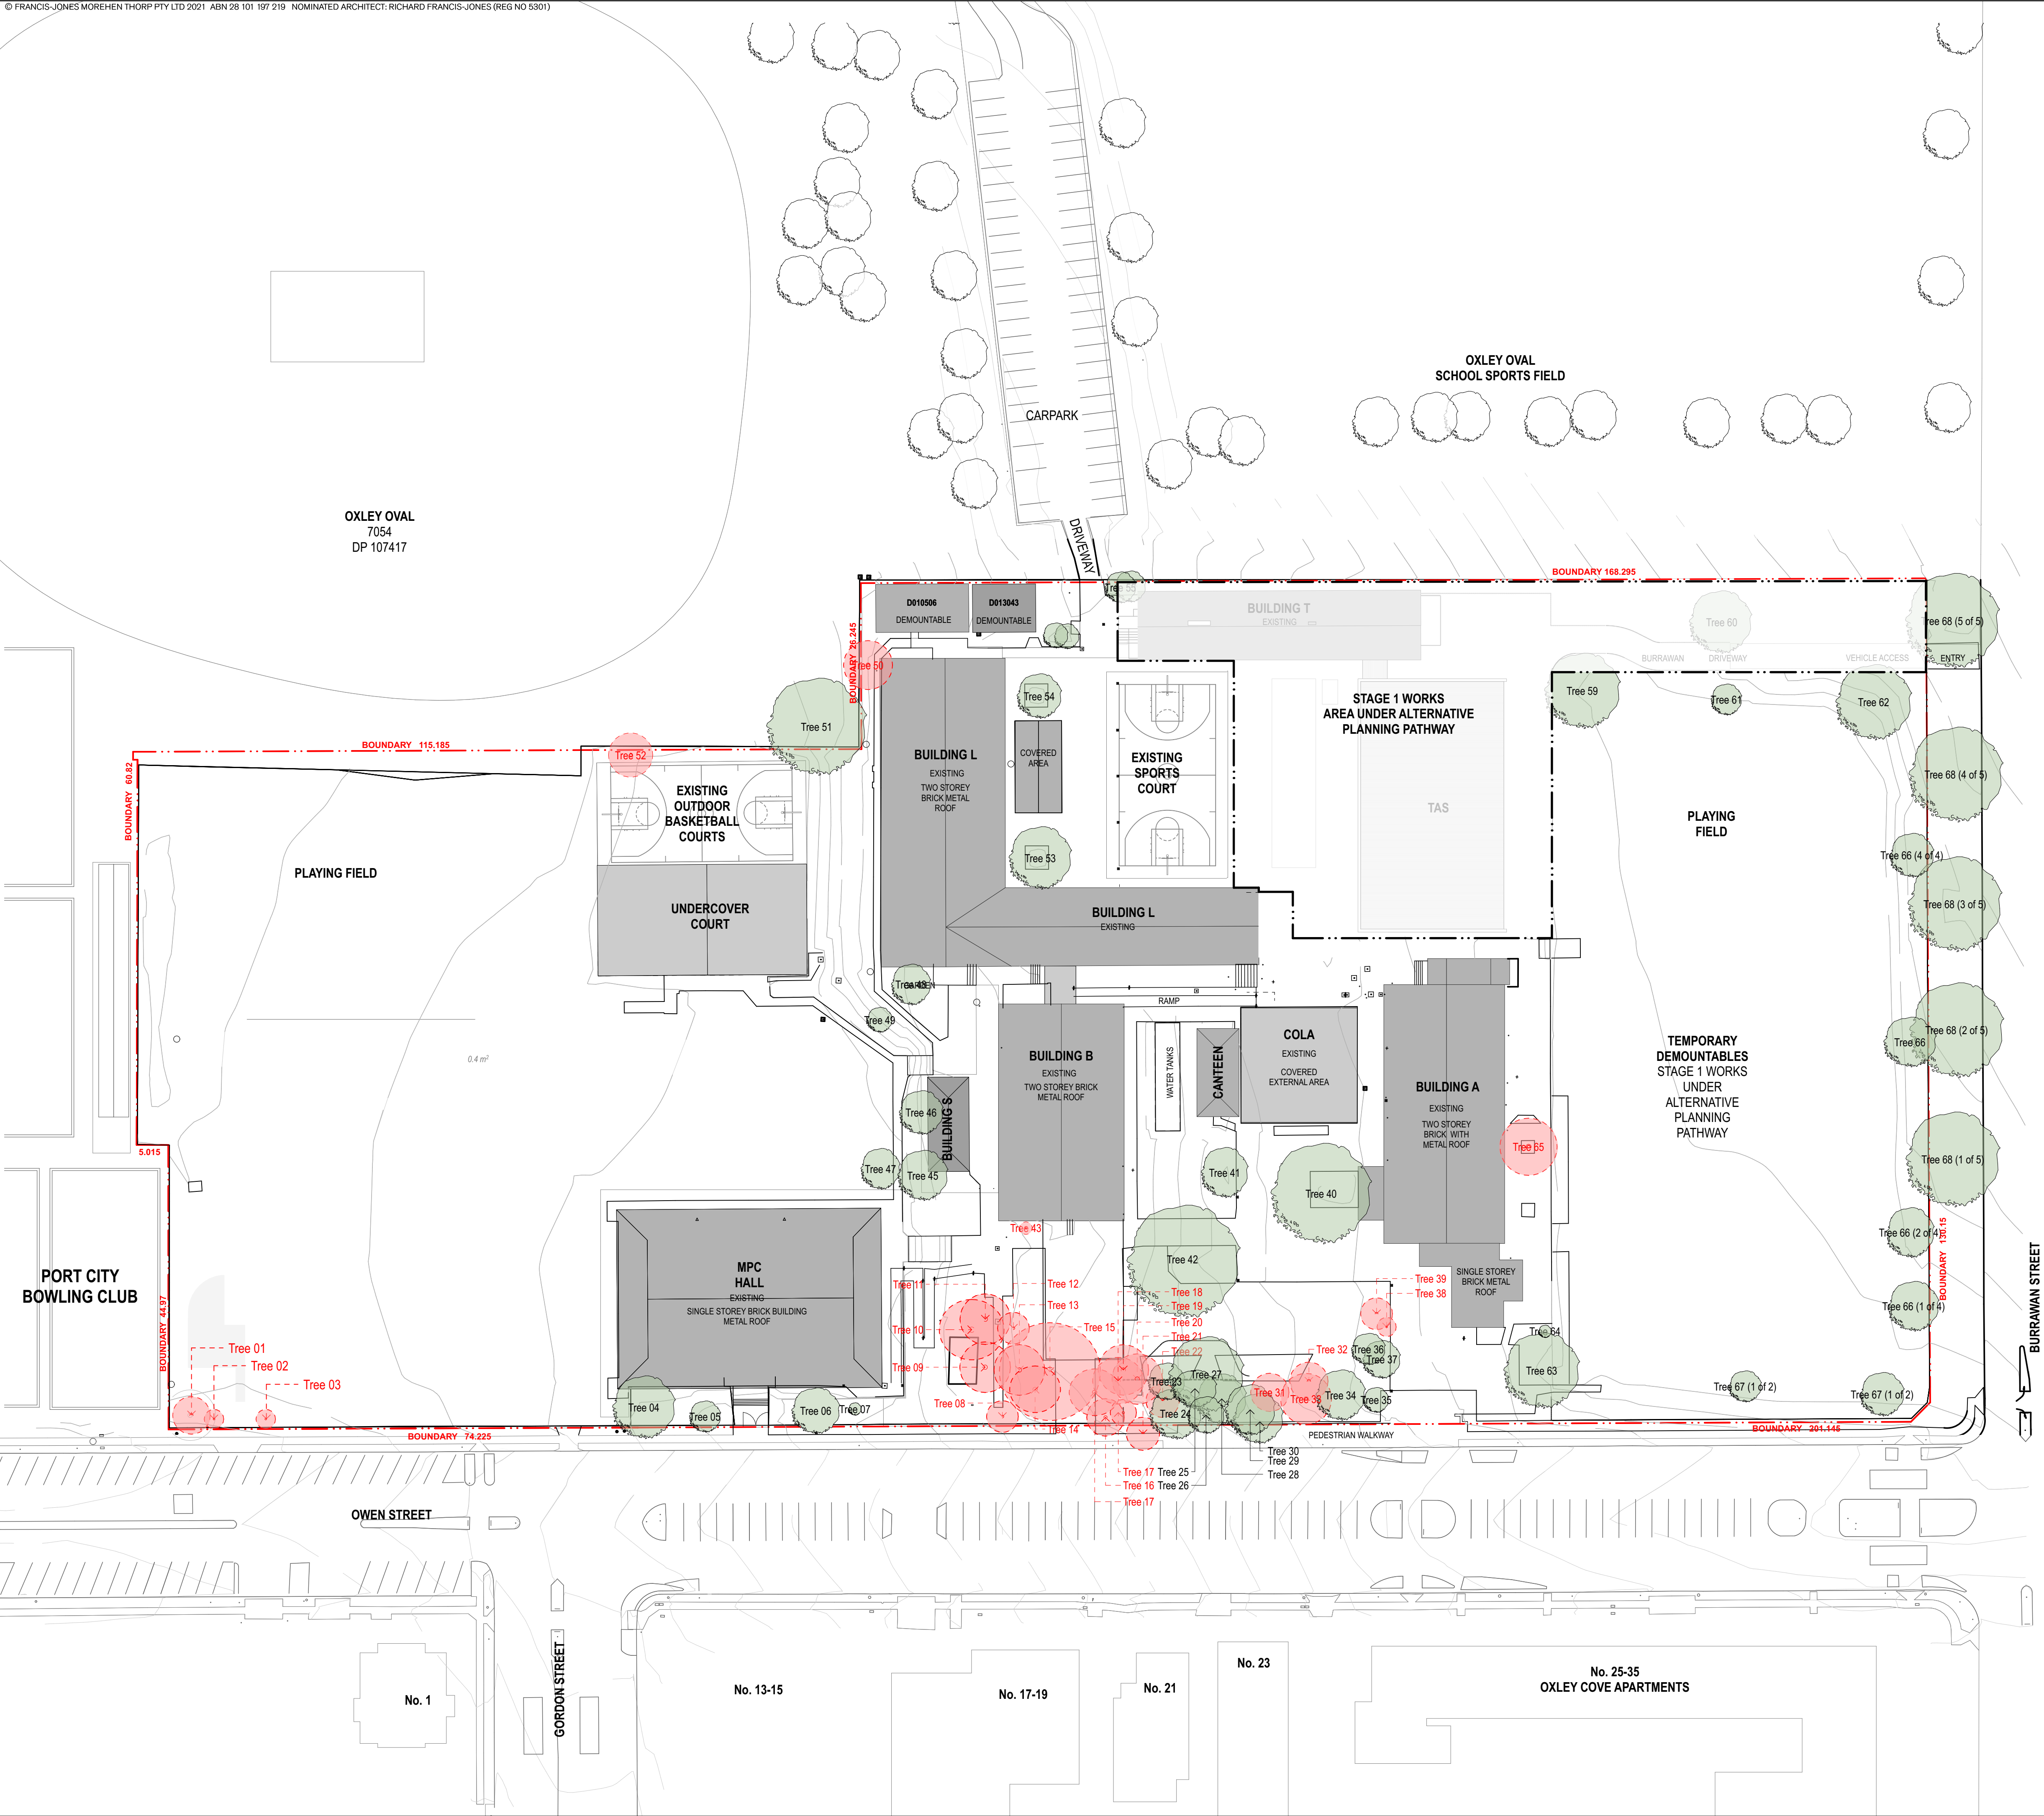 © FRANCIS-JONES MOREHEN THORP PTY LTD 2021 ABN 28 101 197 219 NOMINATED ARCHITECT: RICHARD FRANCIS-JONES (REG NO 5301)
OXLEY OVAL
SCHOOL SPORTS FIELD
CARPARK
OXLEY OVAL
7054
DP 107417
DRIVEWAY
BOUNDARY 168.295
D010506
DEMOUNTABLE
D013043
DEMOUNTABLE
Tree 55
BUILDING T
EXISTING
Tree 60
Tree 68 (5 of 5)
BOUNDARY 26.245
Tree 50
BURRAWAN
DRIVEWAY
VEHICLE ACCESS
ENTRY
Tree 51
Tree 54
STAGE 1 WORKS
AREA UNDER ALTERNATIVE
PLANNING PATHWAY
Tree 59
Tree 61
Tree 62
BOUNDARY 115.185
Tree 52
BUILDING L
EXISTING
TWO STOREY
BRICK METAL
ROOF
COVERED
AREA
EXISTING
SPORTS
COURT
Tree 68 (4 of 5)
BOUNDARY 60.82
EXISTING
OUTDOOR
BASKETBALL
COURTS
TAS
PLAYING
FIELD
PLAYING FIELD
Tree 53
Tree 66 (4 of 4)
UNDERCOVER
COURT
BUILDING L
EXISTING
Tree 68 (3 of 5)
Tree 48
GARDEN
RAMP
Tree 49
0.4 m²
BUILDING B
EXISTING
TWO STOREY BRICK
METAL ROOF
WATER TANKS
CANTEEN
COLA
EXISTING
COVERED
EXTERNAL AREA
BUILDING A
EXISTING
TWO STOREY
BRICK WITH
METAL ROOF
TEMPORARY
DEMOUNTABLES
STAGE 1 WORKS
UNDER
ALTERNATIVE
PLANNING
PATHWAY
Tree 68 (2 of 5)
Tree 66
Tree 46
BUILDING S
Tree 65
5.015
Tree 47
Tree 45
Tree 41
Tree 40
Tree 68 (1 of 5)
Tree 43
Tree 42
Tree 66 (2 of 4)
BOUNDARY 130.15
BURRAWAN STREET
PORT CITY
BOWLING CLUB
BOUNDARY 44.97
MPC
HALL
EXISTING
SINGLE STOREY BRICK BUILDING
METAL ROOF
SINGLE STOREY
BRICK METAL
ROOF
Tree 11
Tree 12
Tree 13
Tree 10
Tree 15
Tree 09
Tree 08
Tree 14
Tree 18
Tree 19
Tree 20
Tree 21
Tree 22
Tree 39
Tree 38
Tree 66 (1 of 4)
Tree 64
Tree 01
Tree 02
Tree 03
Tree 32
Tree 36
Tree 37
Tree 63
Tree 23
Tree 27
Tree 31
Tree 33
Tree 34
Tree 35
Tree 67 (1 of 2)
Tree 67 (1 of 2)
Tree 04
Tree 05
Tree 06
Tree 07
Tree 24
BOUNDARY 74.225
PEDESTRIAN WALKWAY
BOUNDARY 201.145
Tree 30
Tree 29
Tree 28
Tree 17
Tree 25
Tree 16
Tree 26
Tree 17
OWEN STREET
GORDON STREET
No. 1
No. 13-15
No. 17-19
No. 21
No. 23
No. 25-35
OXLEY COVE APARTMENTS